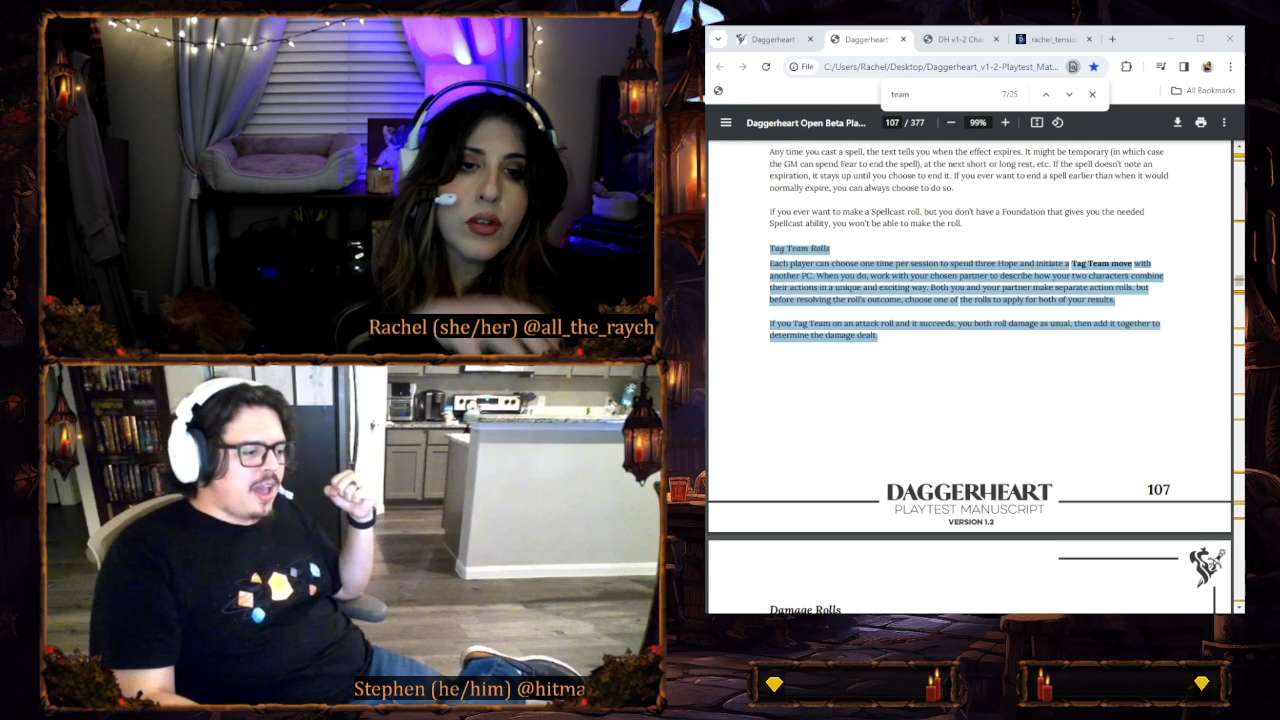 Rachel (she/her) @all_the_raych
Stephen (he/him) @hitma
Daggerheart
Daggerheart
DH v1-2 Cha
rachel_tensic
File
C:/Users/Rachel/Desktop/Daggerheart_v1-2-Playtest_Mat...
team
7/25
All Bookmarks
Daggerheart Open Beta Pla...
107 / 377
99%
Any time you cast a spell, the text tells you when the effect expires. It might be temporary (in which case
the GM can spend Fear to end the spell), at the next short or long rest, etc. If the spell doesn't note an
expiration, it stays up until you choose to end it. If you ever want to end a spell earlier than when it would
normally expire, you can always choose to do so.
If you ever want to make a Spellcast roll, but you don't have a Foundation that gives you the needed
Spellcast ability, you won't be able to make the roll.
Tag Team Rolls
Each player can choose one time per session to spend three Hope and initiate a Tag Team move with
another PC. When you do, work with your chosen partner to describe how your two characters combine
their actions in a unique and exciting way. Both you and your partner make separate action rolls, but
before resolving the roll's outcome, choose one of the rolls to apply for both of your results.
If you Tag Team on an attack roll and it succeeds, you both roll damage as usual, then add it together to
determine the damage dealt.
DAGGERHEART
PLAYTEST MANUSCRIPT
VERSION 1.2
107
Damage Rolls